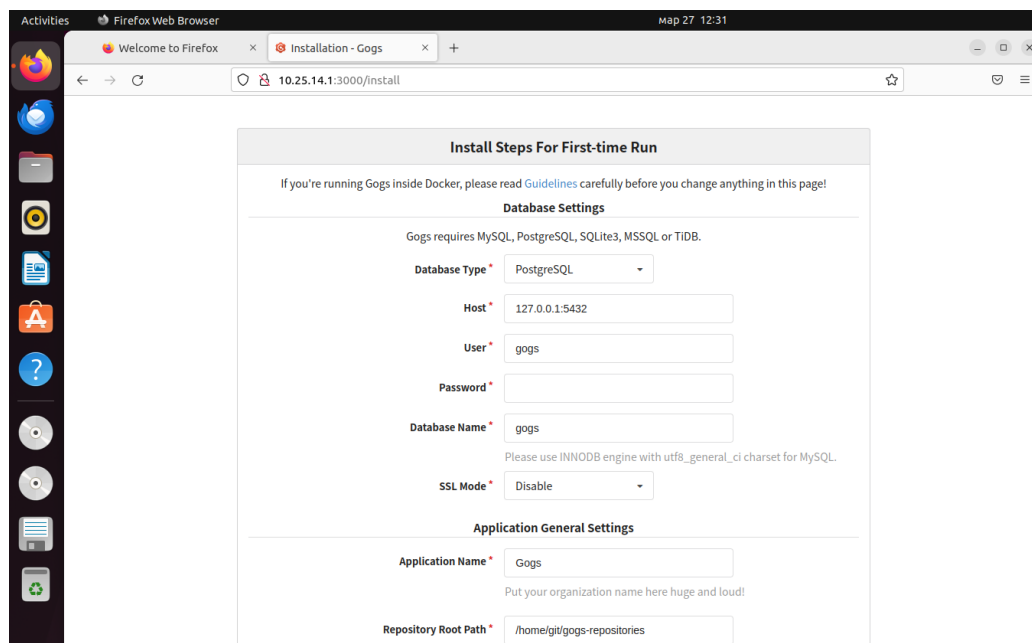 Activities Firefox Web Browser мар 27 12:31
Welcome to Firefox × Installation - Gogs × +
10.25.14.1:3000/install
Install Steps For First-time Run
If you're running Gogs inside Docker, please read Guidelines carefully before you change anything in this page!
Database Settings
Gogs requires MySQL, PostgreSQL, SQLite3, MSSQL or TiDB.
Database Type * PostgreSQL
Host * 127.0.0.1:5432
User * gogs
Password *
Database Name * gogs
Please use INNODB engine with utf8_general_ci charset for MySQL.
SSL Mode * Disable
Application General Settings
Application Name * Gogs
Put your organization name here huge and loud!
Repository Root Path * /home/git/gogs-repositories